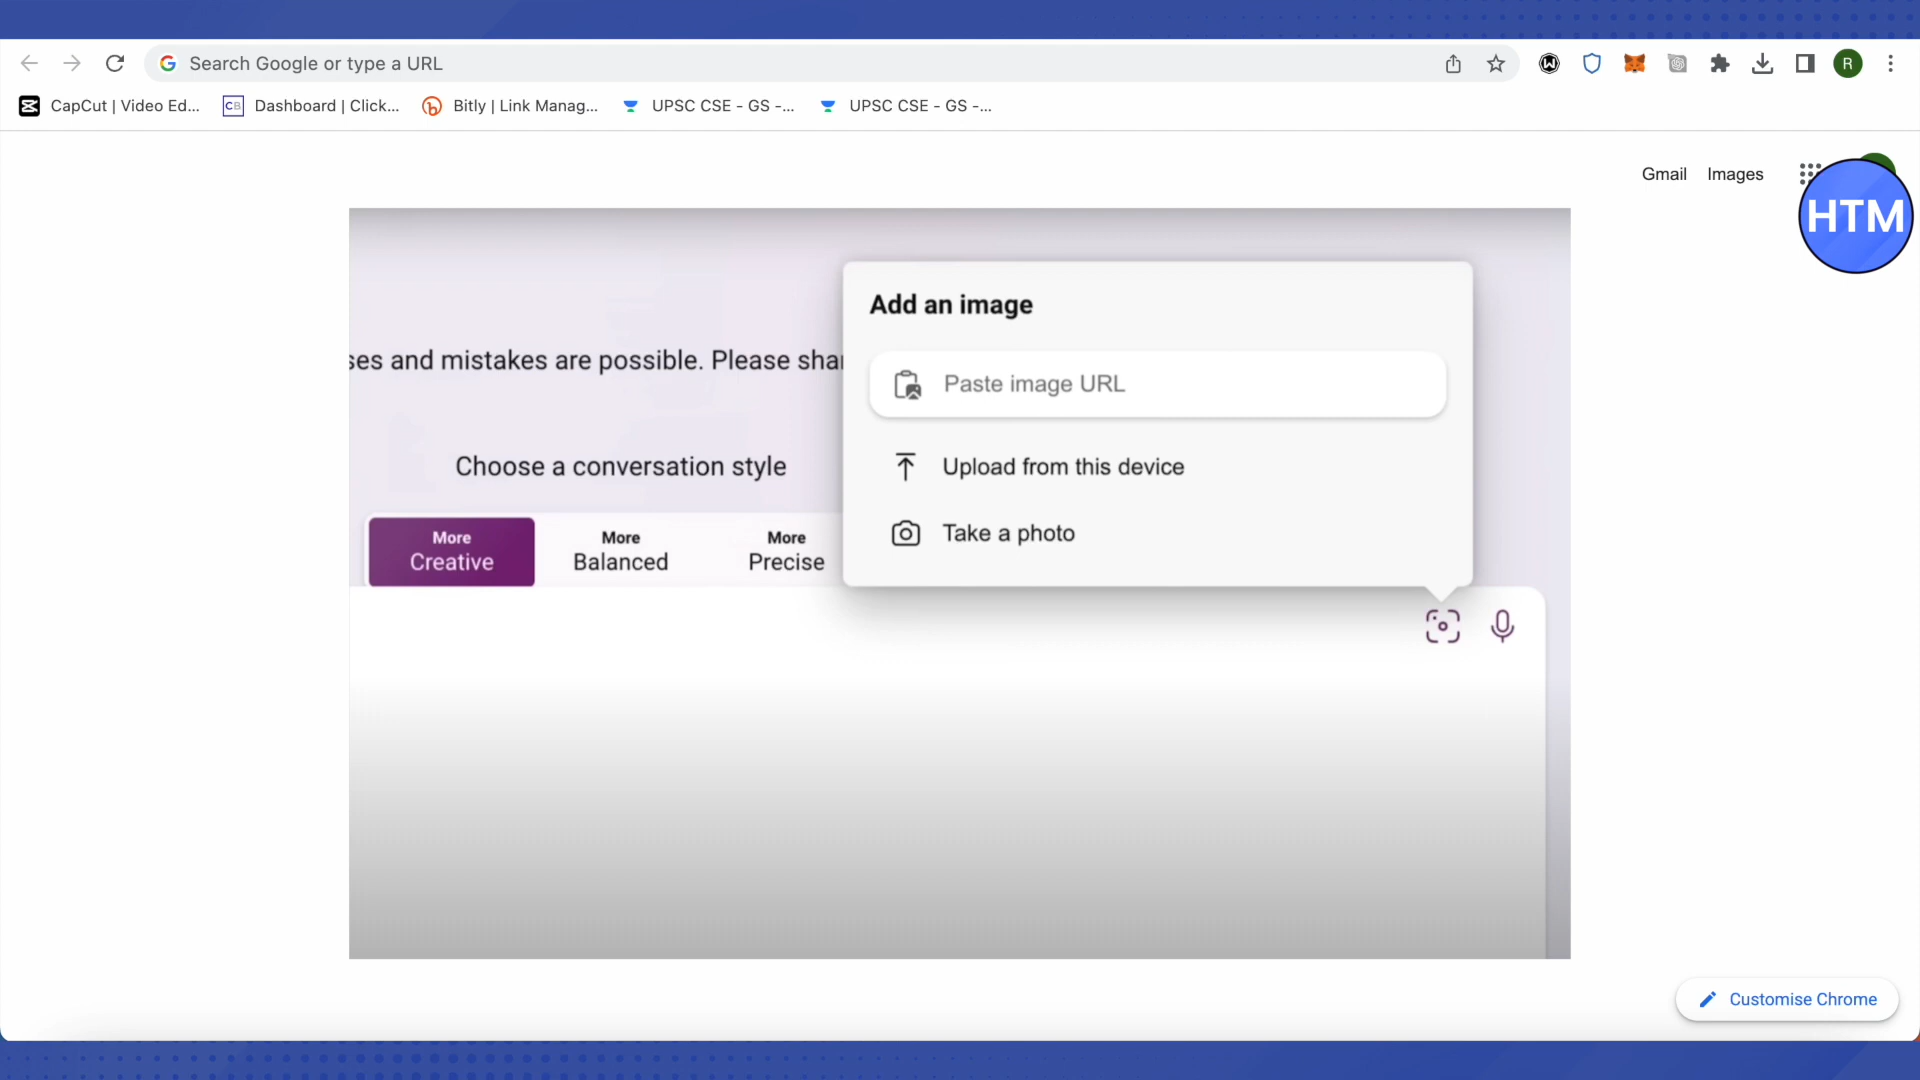 Search Google or type a URL
CapCut | Video Ed... CB Dashboard | Click... Bitly | Link Manag... UPSC CSE - GS -... UPSC CSE - GS -...
R
Gmail Images
HTM
Add an image
ses and mistakes are possible. Please shar
Paste image URL
Choose a conversation style
Upload from this device
Take a photo
More Creative
More Balanced
More Precise
Customise Chrome